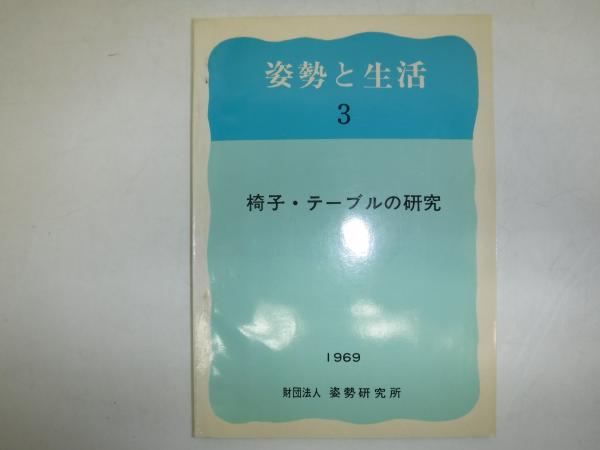 姿勢と生活
3
椅子・テーブルの研究
1969
財団法人 姿勢研究所